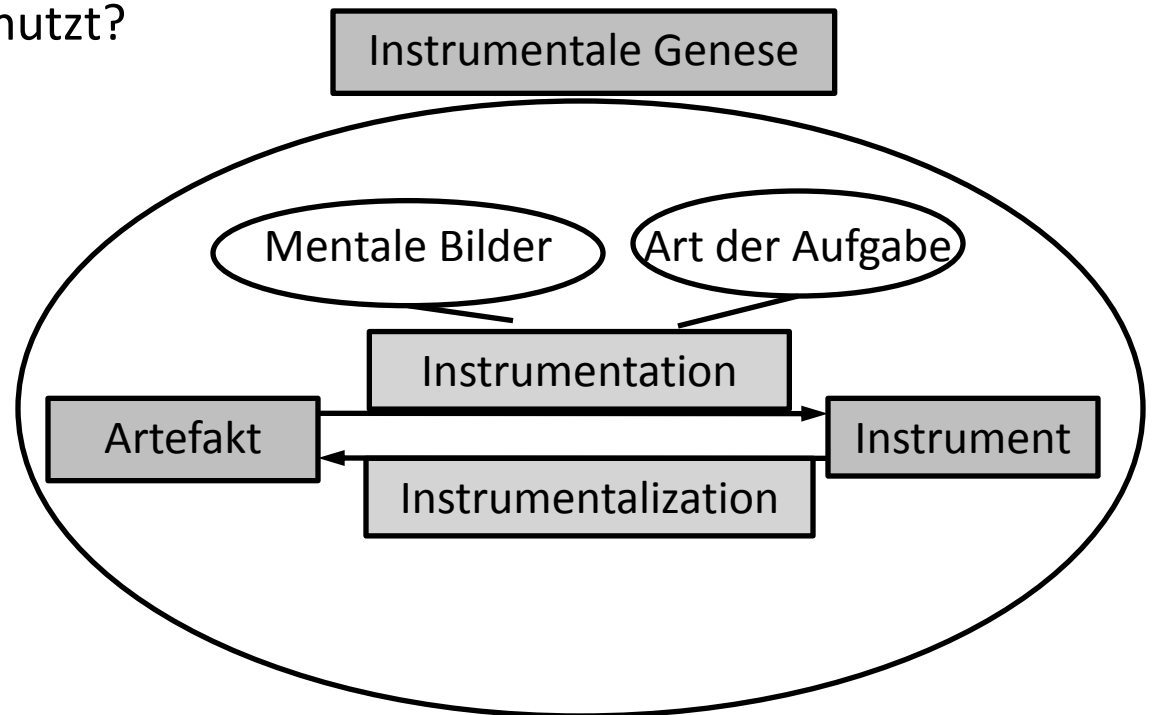 nutzt?
Instrumentale Genese
Mentale Bilder
Art der Aufgabe
Instrumentation
Artefakt
Instrument
Instrumentalization